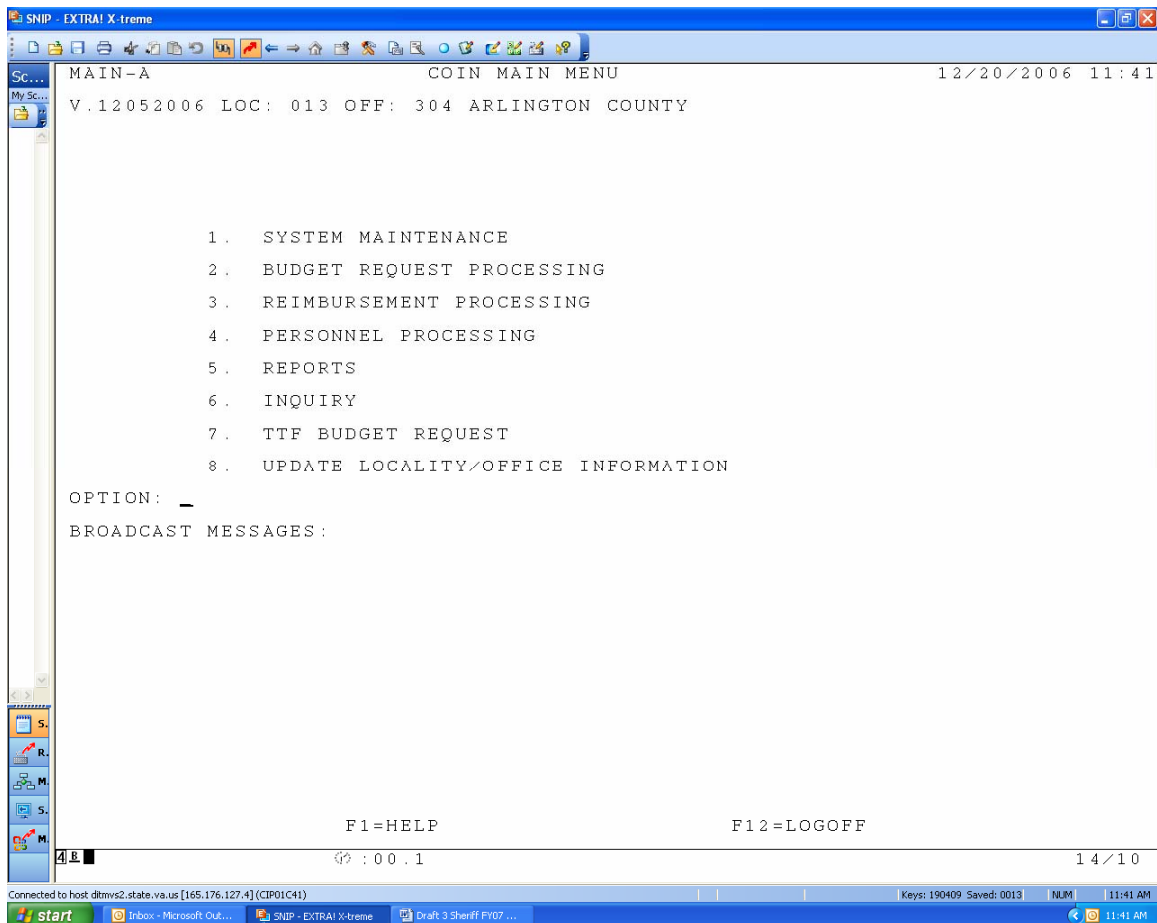 SNIP - EXTRA! X-treme
Sc...
My Sc...
MAIN-A COIN MAIN MENU 12/20/2006 11:41
V.12052006 LOC: 013 OFF: 304 ARLINGTON COUNTY
1. SYSTEM MAINTENANCE
2. BUDGET REQUEST PROCESSING
3. REIMBURSEMENT PROCESSING
4. PERSONNEL PROCESSING
5. REPORTS
6. INQUIRY
7. TTF BUDGET REQUEST
8. UPDATE LOCALITY/OFFICE INFORMATION
OPTION: _
BROADCAST MESSAGES:
S.
R.
M.
S.
M.
F1=HELP F12=LOGOFF
4 B :00.1 14/10
Connected to host ditmvs2.state.va.us [165.176.127.4] (CIP01C41) Keys: 190409 Saved: 0013 NUM 11:41 AM
start Inbox - Microsoft Out... SNIP - EXTRA! X-treme Draft 3 Sheriff FY07 ... 11:41 AM